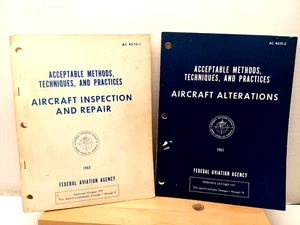 AC 43.13-1
ACCEPTABLE METHODS,
TECHNIQUES, AND PRACTICES
AIRCRAFT INSPECTION
AND REPAIR
1965
FEDERAL AVIATION AGENCY
AC 43.13-2
ACCEPTABLE METHODS,
TECHNIQUES, AND PRACTICES
AIRCRAFT ALTERATIONS
1965
FEDERAL AVIATION AGENCY